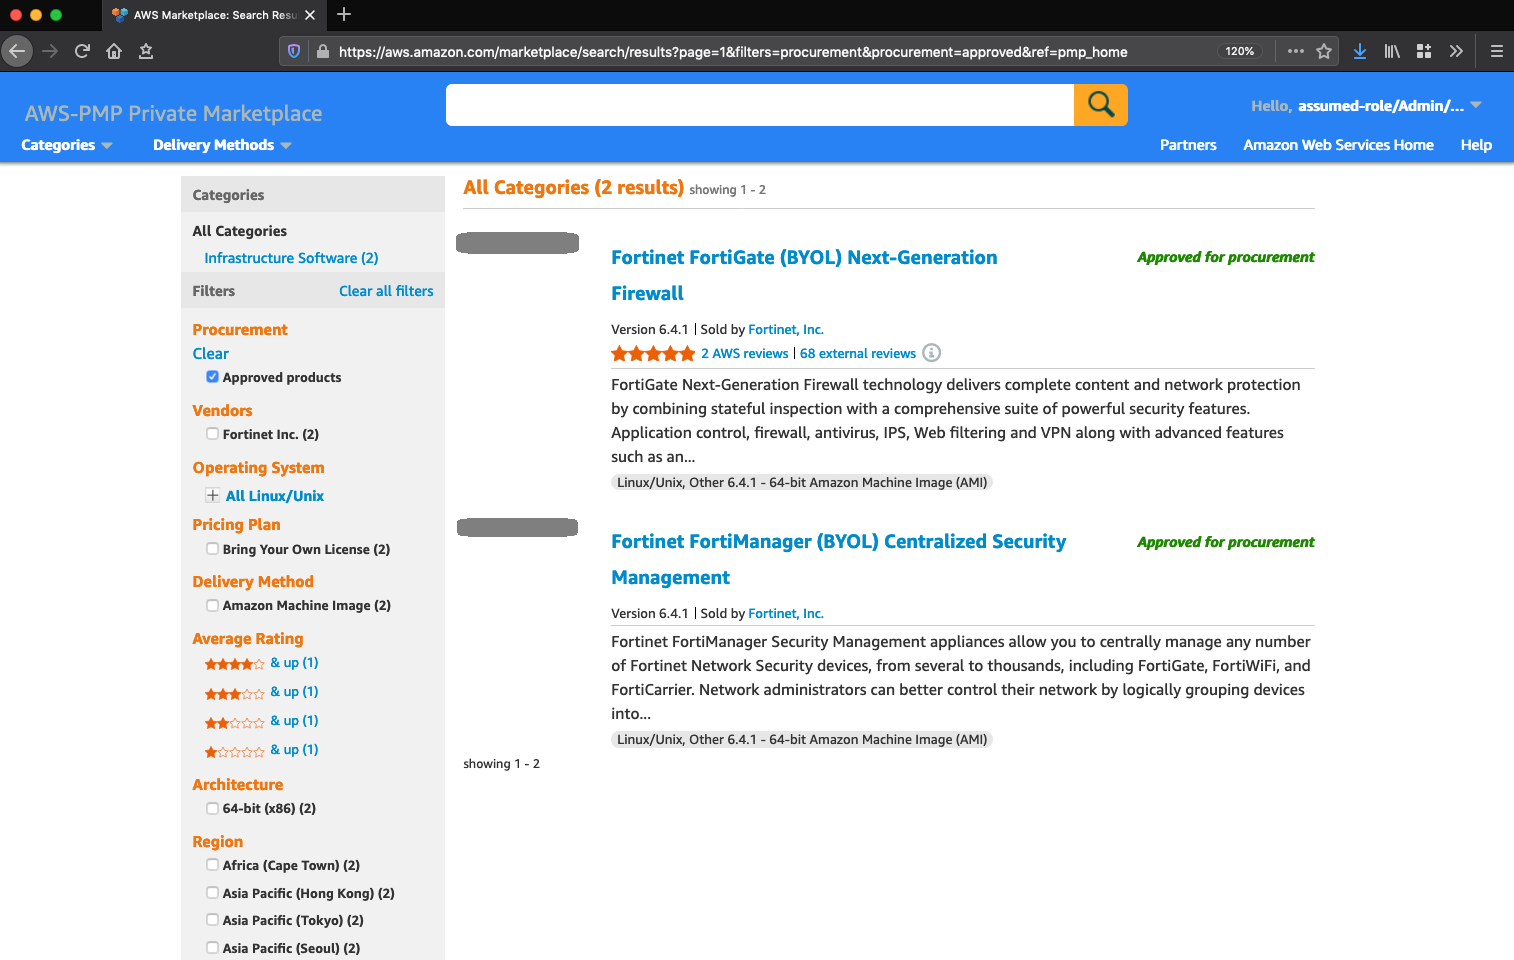 AWS Marketplace: Search Resu
https://aws.amazon.com/marketplace/search/results?page=1&filters=procurement&procurement=approved&ref=pmp_home
120%
AWS-PMP Private Marketplace
Hello, assumed-role/Admin/...
Categories
Delivery Methods
Partners
Amazon Web Services Home
Help
Categories
All Categories
Infrastructure Software (2)
Filters
Clear all filters
Procurement
Clear
Approved products
Vendors
Fortinet Inc. (2)
Operating System
All Linux/Unix
Pricing Plan
Bring Your Own License (2)
Delivery Method
Amazon Machine Image (2)
Average Rating
& up (1)
& up (1)
& up (1)
& up (1)
Architecture
64-bit (x86) (2)
Region
Africa (Cape Town) (2)
Asia Pacific (Hong Kong) (2)
Asia Pacific (Tokyo) (2)
Asia Pacific (Seoul) (2)
All Categories (2 results) showing 1 - 2
Fortinet FortiGate (BYOL) Next-Generation
Firewall
Approved for procurement
Version 6.4.1 | Sold by Fortinet, Inc.
2 AWS reviews | 68 external reviews
FortiGate Next-Generation Firewall technology delivers complete content and network protection
by combining stateful inspection with a comprehensive suite of powerful security features.
Application control, firewall, antivirus, IPS, Web filtering and VPN along with advanced features
such as an...
Linux/Unix, Other 6.4.1 - 64-bit Amazon Machine Image (AMI)
Fortinet FortiManager (BYOL) Centralized Security
Management
Approved for procurement
Version 6.4.1 | Sold by Fortinet, Inc.
Fortinet FortiManager Security Management appliances allow you to centrally manage any number
of Fortinet Network Security devices, from several to thousands, including FortiGate, FortiWiFi, and
FortiCarrier. Network administrators can better control their network by logically grouping devices
into...
Linux/Unix, Other 6.4.1 - 64-bit Amazon Machine Image (AMI)
showing 1 - 2